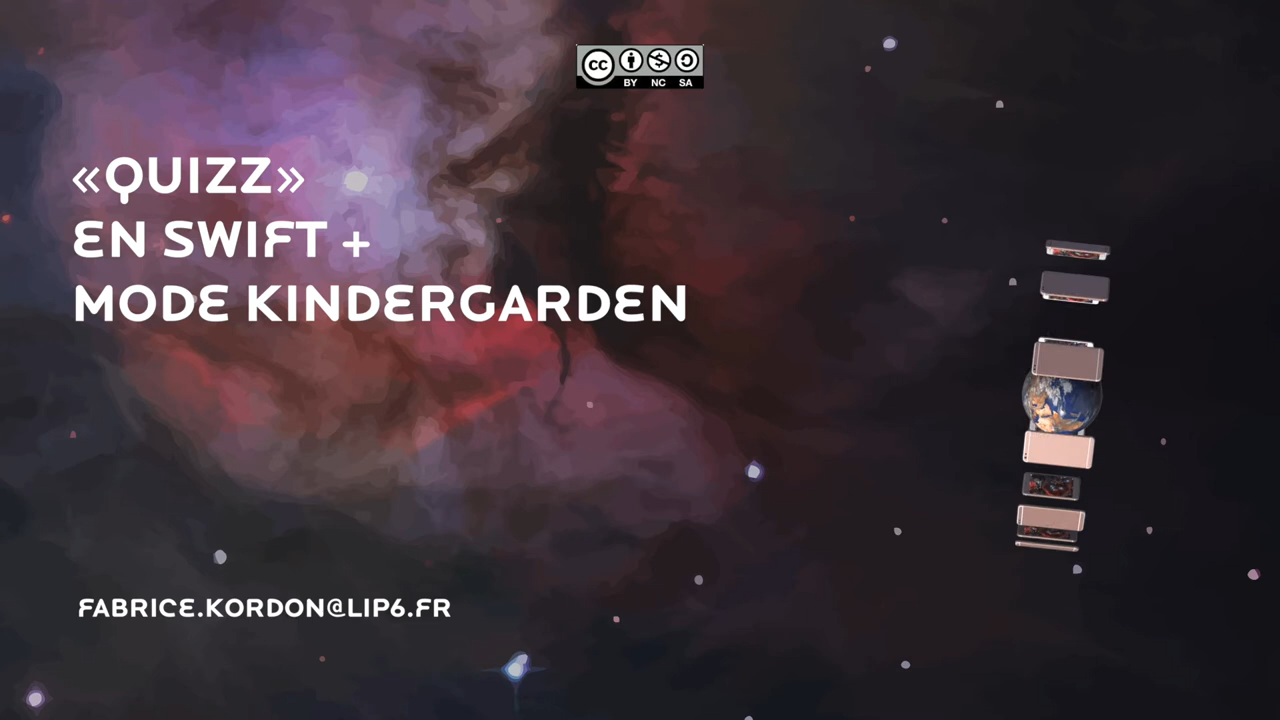 CC
BY NC SA
«QUIZZ»
EN SWIFT +
MODE KINDERGARDEN
FABRICE.KORDON@LIP6.FR